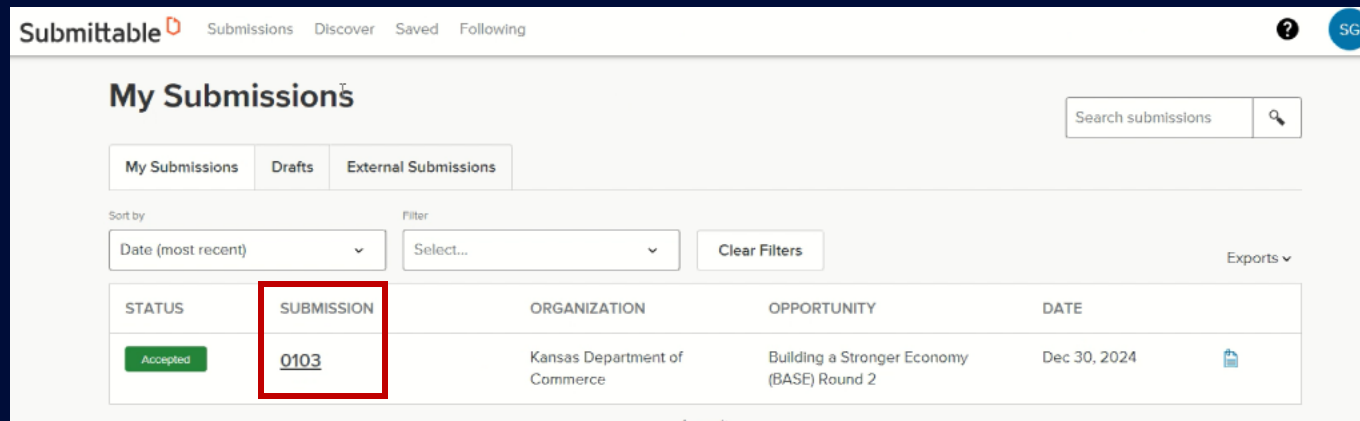 Submittable Submissions Discover Saved Following ? SG
My Submissions
Search submissions
My Submissions Drafts External Submissions
Sort by Filter
Date (most recent) Select... Clear Filters
Exports
STATUS SUBMISSION ORGANIZATION OPPORTUNITY DATE
Accepted 0103 Kansas Department of Building a Stronger Economy Dec 30, 2024
Commerce (BASE) Round 2